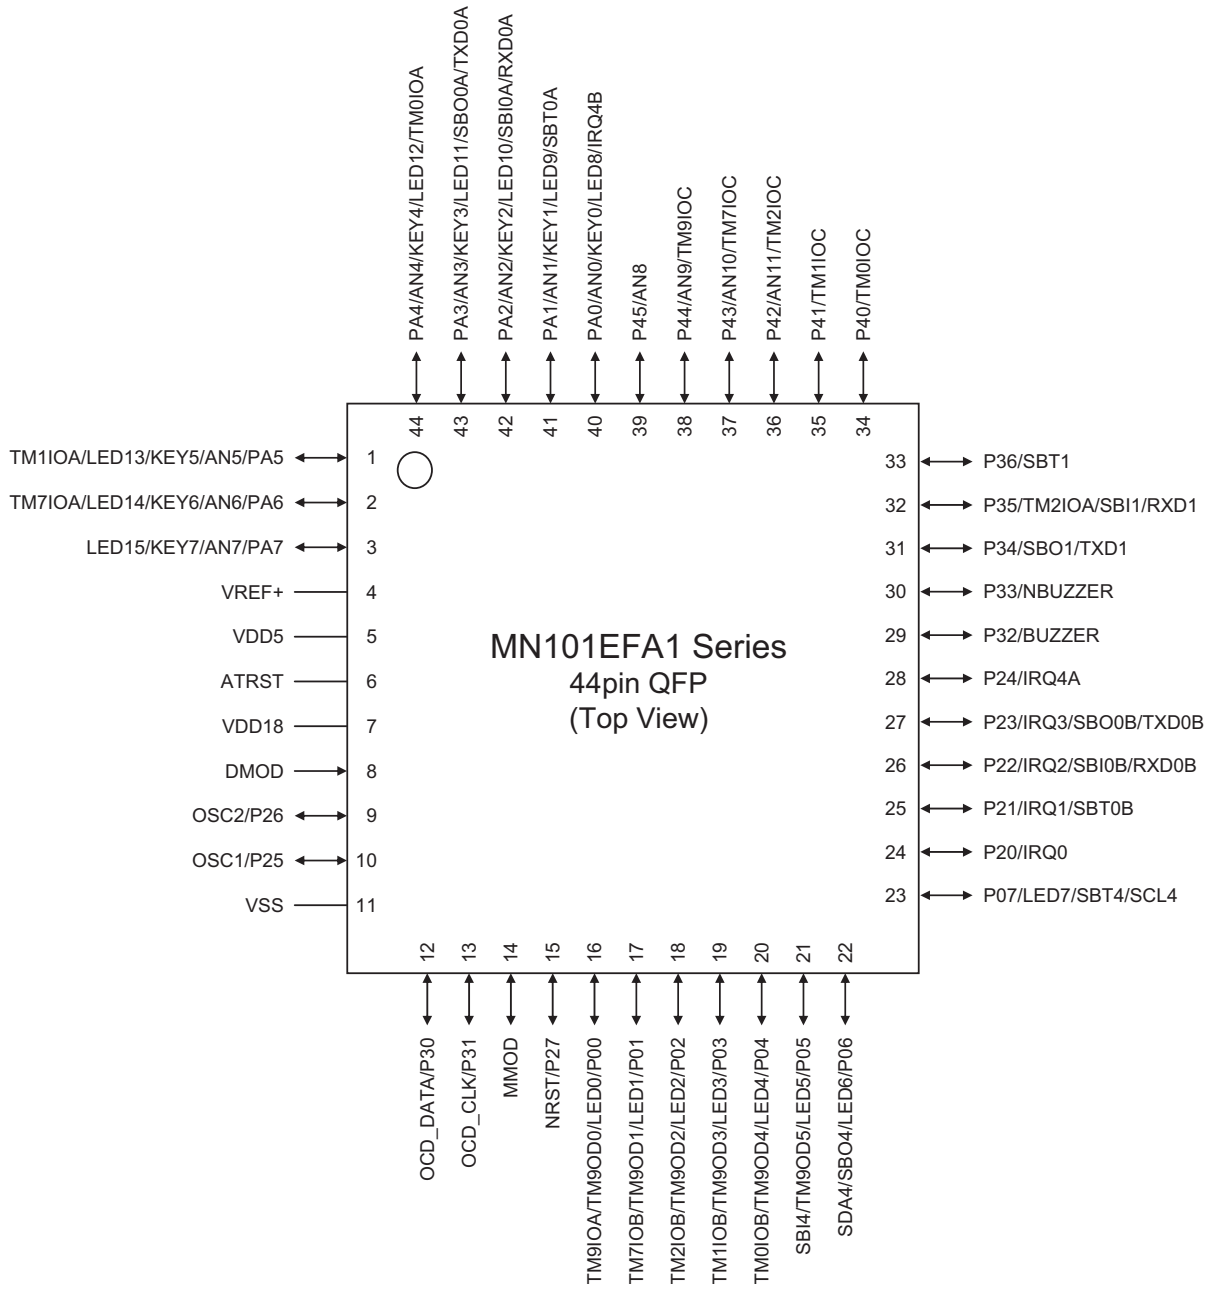 PA4/AN4/KEY4/LED12/TM0IOA
PA3/AN3/KEY3/LED11/SBO0A/TXD0A
PA2/AN2/KEY2/LED10/SBI0A/RXD0A
PA1/AN1/KEY1/LED9/SBT0A
PA0/AN0/KEY0/LED8/IRQ4B
P45/AN8
P44/AN9/TM9IOC
P43/AN10/TM7IOC
P42/AN11/TM2IOC
P41/TM1IOC
P40/TM0IOC
44
43
42
41
40
39
38
37
36
35
34
TM1IOA/LED13/KEY5/AN5/PA5 1
TM7IOA/LED14/KEY6/AN6/PA6 2
LED15/KEY7/AN7/PA7 3
VREF+ 4
VDD5 5
ATRST 6
VDD18 7
DMOD 8
OSC2/P26 9
OSC1/P25 10
VSS 11
MN101EFA1 Series
44pin QFP
(Top View)
33 P36/SBT1
32 P35/TM2IOA/SBI1/RXD1
31 P34/SBO1/TXD1
30 P33/NBUZZER
29 P32/BUZZER
28 P24/IRQ4A
27 P23/IRQ3/SBO0B/TXD0B
26 P22/IRQ2/SBI0B/RXD0B
25 P21/IRQ1/SBT0B
24 P20/IRQ0
23 P07/LED7/SBT4/SCL4
12
13
14
15
16
17
18
19
20
21
22
OCD_DATA/P30
OCD_CLK/P31
MMOD
NRST/P27
TM9IOA/TM9OD0/LED0/P00
TM7IOB/TM9OD1/LED1/P01
TM2IOB/TM9OD2/LED2/P02
TM1IOB/TM9OD3/LED3/P03
TM0IOB/TM9OD4/LED4/P04
SBI4/TM9OD5/LED5/P05
SDA4/SBO4/LED6/P06